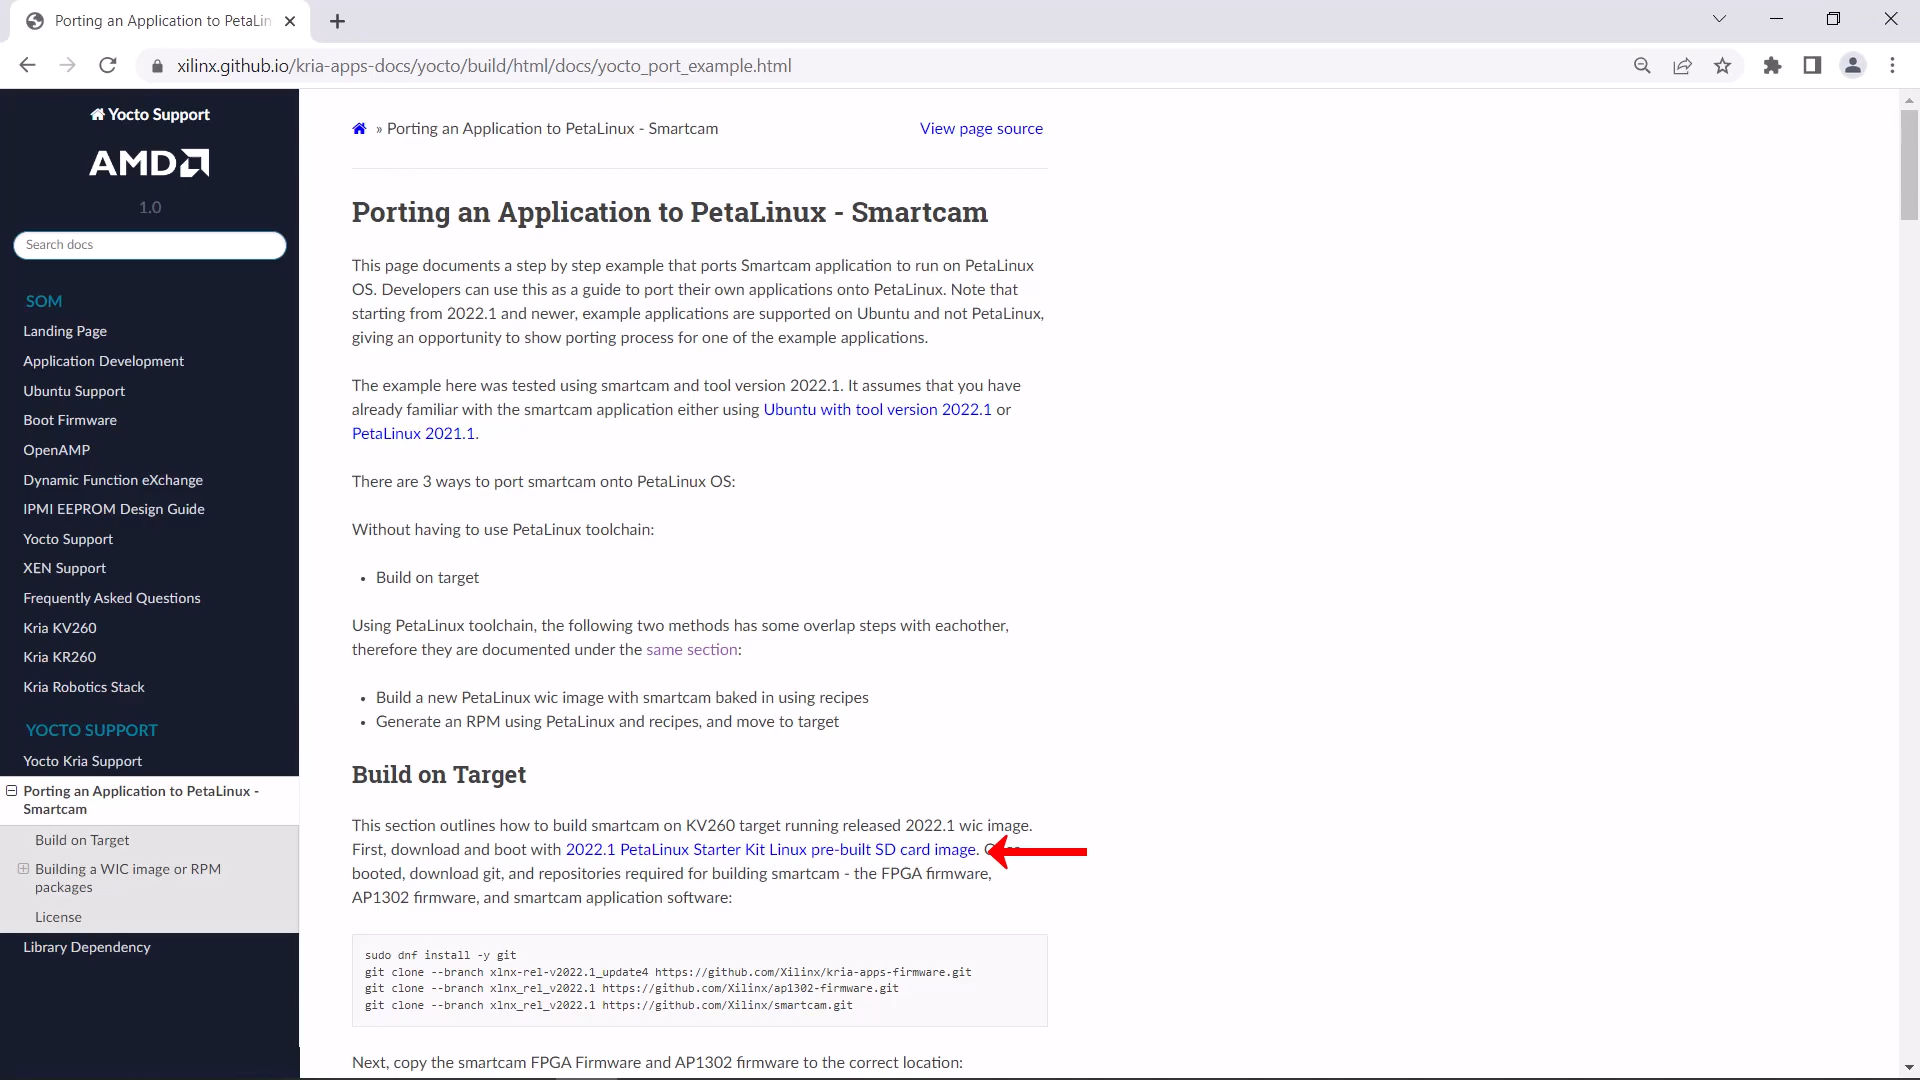 Porting an Application to PetaLin
xilinx.github.io/kria-apps-docs/yocto/build/html/docs/yocto_port_example.html
Yocto Support
AMD
1.0
Search docs
SOM
Landing Page
Application Development
Ubuntu Support
Boot Firmware
OpenAMP
Dynamic Function eXchange
IPMI EEPROM Design Guide
Yocto Support
XEN Support
Frequently Asked Questions
Kria KV260
Kria KR260
Kria Robotics Stack
YOCTO SUPPORT
Yocto Kria Support
Porting an Application to PetaLinux -
Smartcam
Build on Target
Building a WIC image or RPM
packages
License
Library Dependency
» Porting an Application to PetaLinux - Smartcam
View page source
Porting an Application to PetaLinux - Smartcam
This page documents a step by step example that ports Smartcam application to run on PetaLinux
OS. Developers can use this as a guide to port their own applications onto PetaLinux. Note that
starting from 2022.1 and newer, example applications are supported on Ubuntu and not PetaLinux,
giving an opportunity to show porting process for one of the example applications.
The example here was tested using smartcam and tool version 2022.1. It assumes that you have
already familiar with the smartcam application either using Ubuntu with tool version 2022.1 or
PetaLinux 2021.1.
There are 3 ways to port smartcam onto PetaLinux OS:
Without having to use PetaLinux toolchain:
• Build on target
Using PetaLinux toolchain, the following two methods has some overlap steps with eachother,
therefore they are documented under the same section:
• Build a new PetaLinux wic image with smartcam baked in using recipes
• Generate an RPM using PetaLinux and recipes, and move to target
Build on Target
This section outlines how to build smartcam on KV260 target running released 2022.1 wic image.
First, download and boot with 2022.1 PetaLinux Starter Kit Linux pre-built SD card image.
booted, download git, and repositories required for building smartcam - the FPGA firmware,
AP1302 firmware, and smartcam application software:
sudo dnf install -y git
git clone --branch xlnx-rel-v2022.1_update4 https://github.com/Xilinx/kria-apps-firmware.git
git clone --branch xlnx_rel_v2022.1 https://github.com/Xilinx/ap1302-firmware.git
git clone --branch xlnx_rel_v2022.1 https://github.com/Xilinx/smartcam.git
Next, copy the smartcam FPGA Firmware and AP1302 firmware to the correct location: